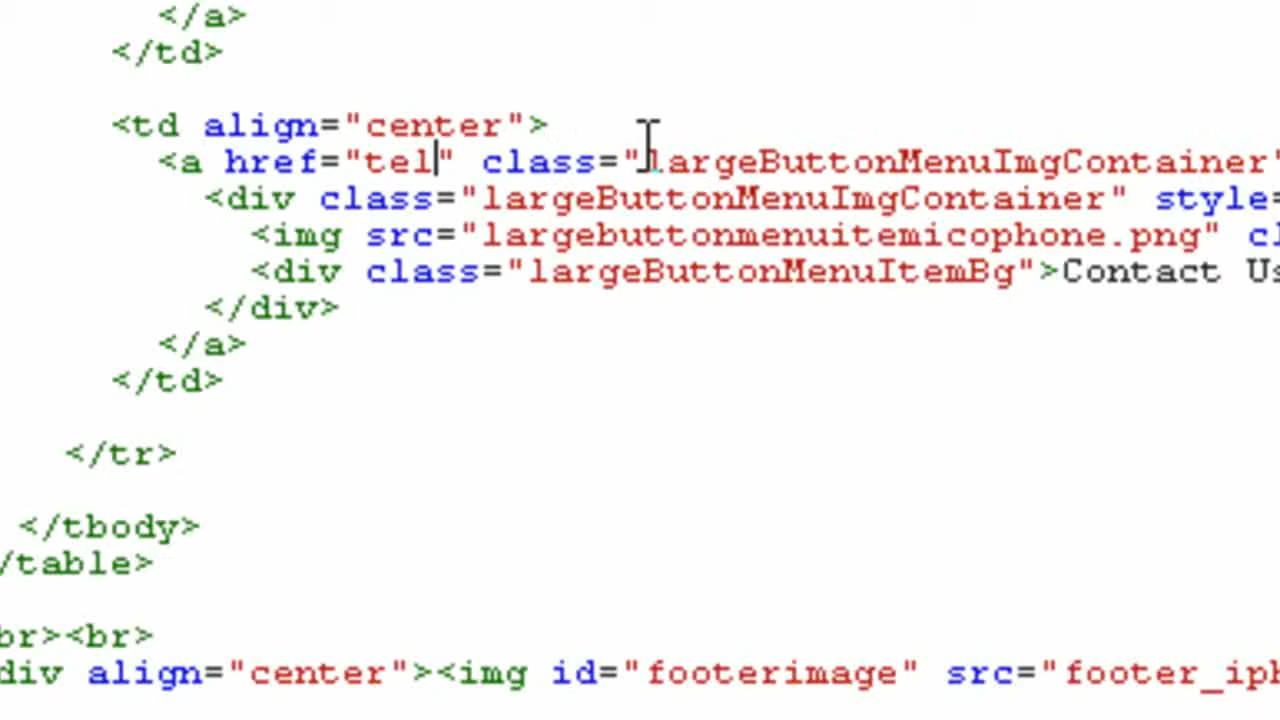 </a>
</td>
<td align="center">
<a href="tel" class="largeButtonMenuImgContainer"
<div class="largeButtonMenuImgContainer" style=
<img src="largebuttonmenuitemicophone.png" cl
<div class="largeButtonMenuItemBg">Contact Us
</div>
</a>
</td>
</tr>
</tbody>
/table>
br><br>
div align="center"><img id="footerimage" src="footer_iph